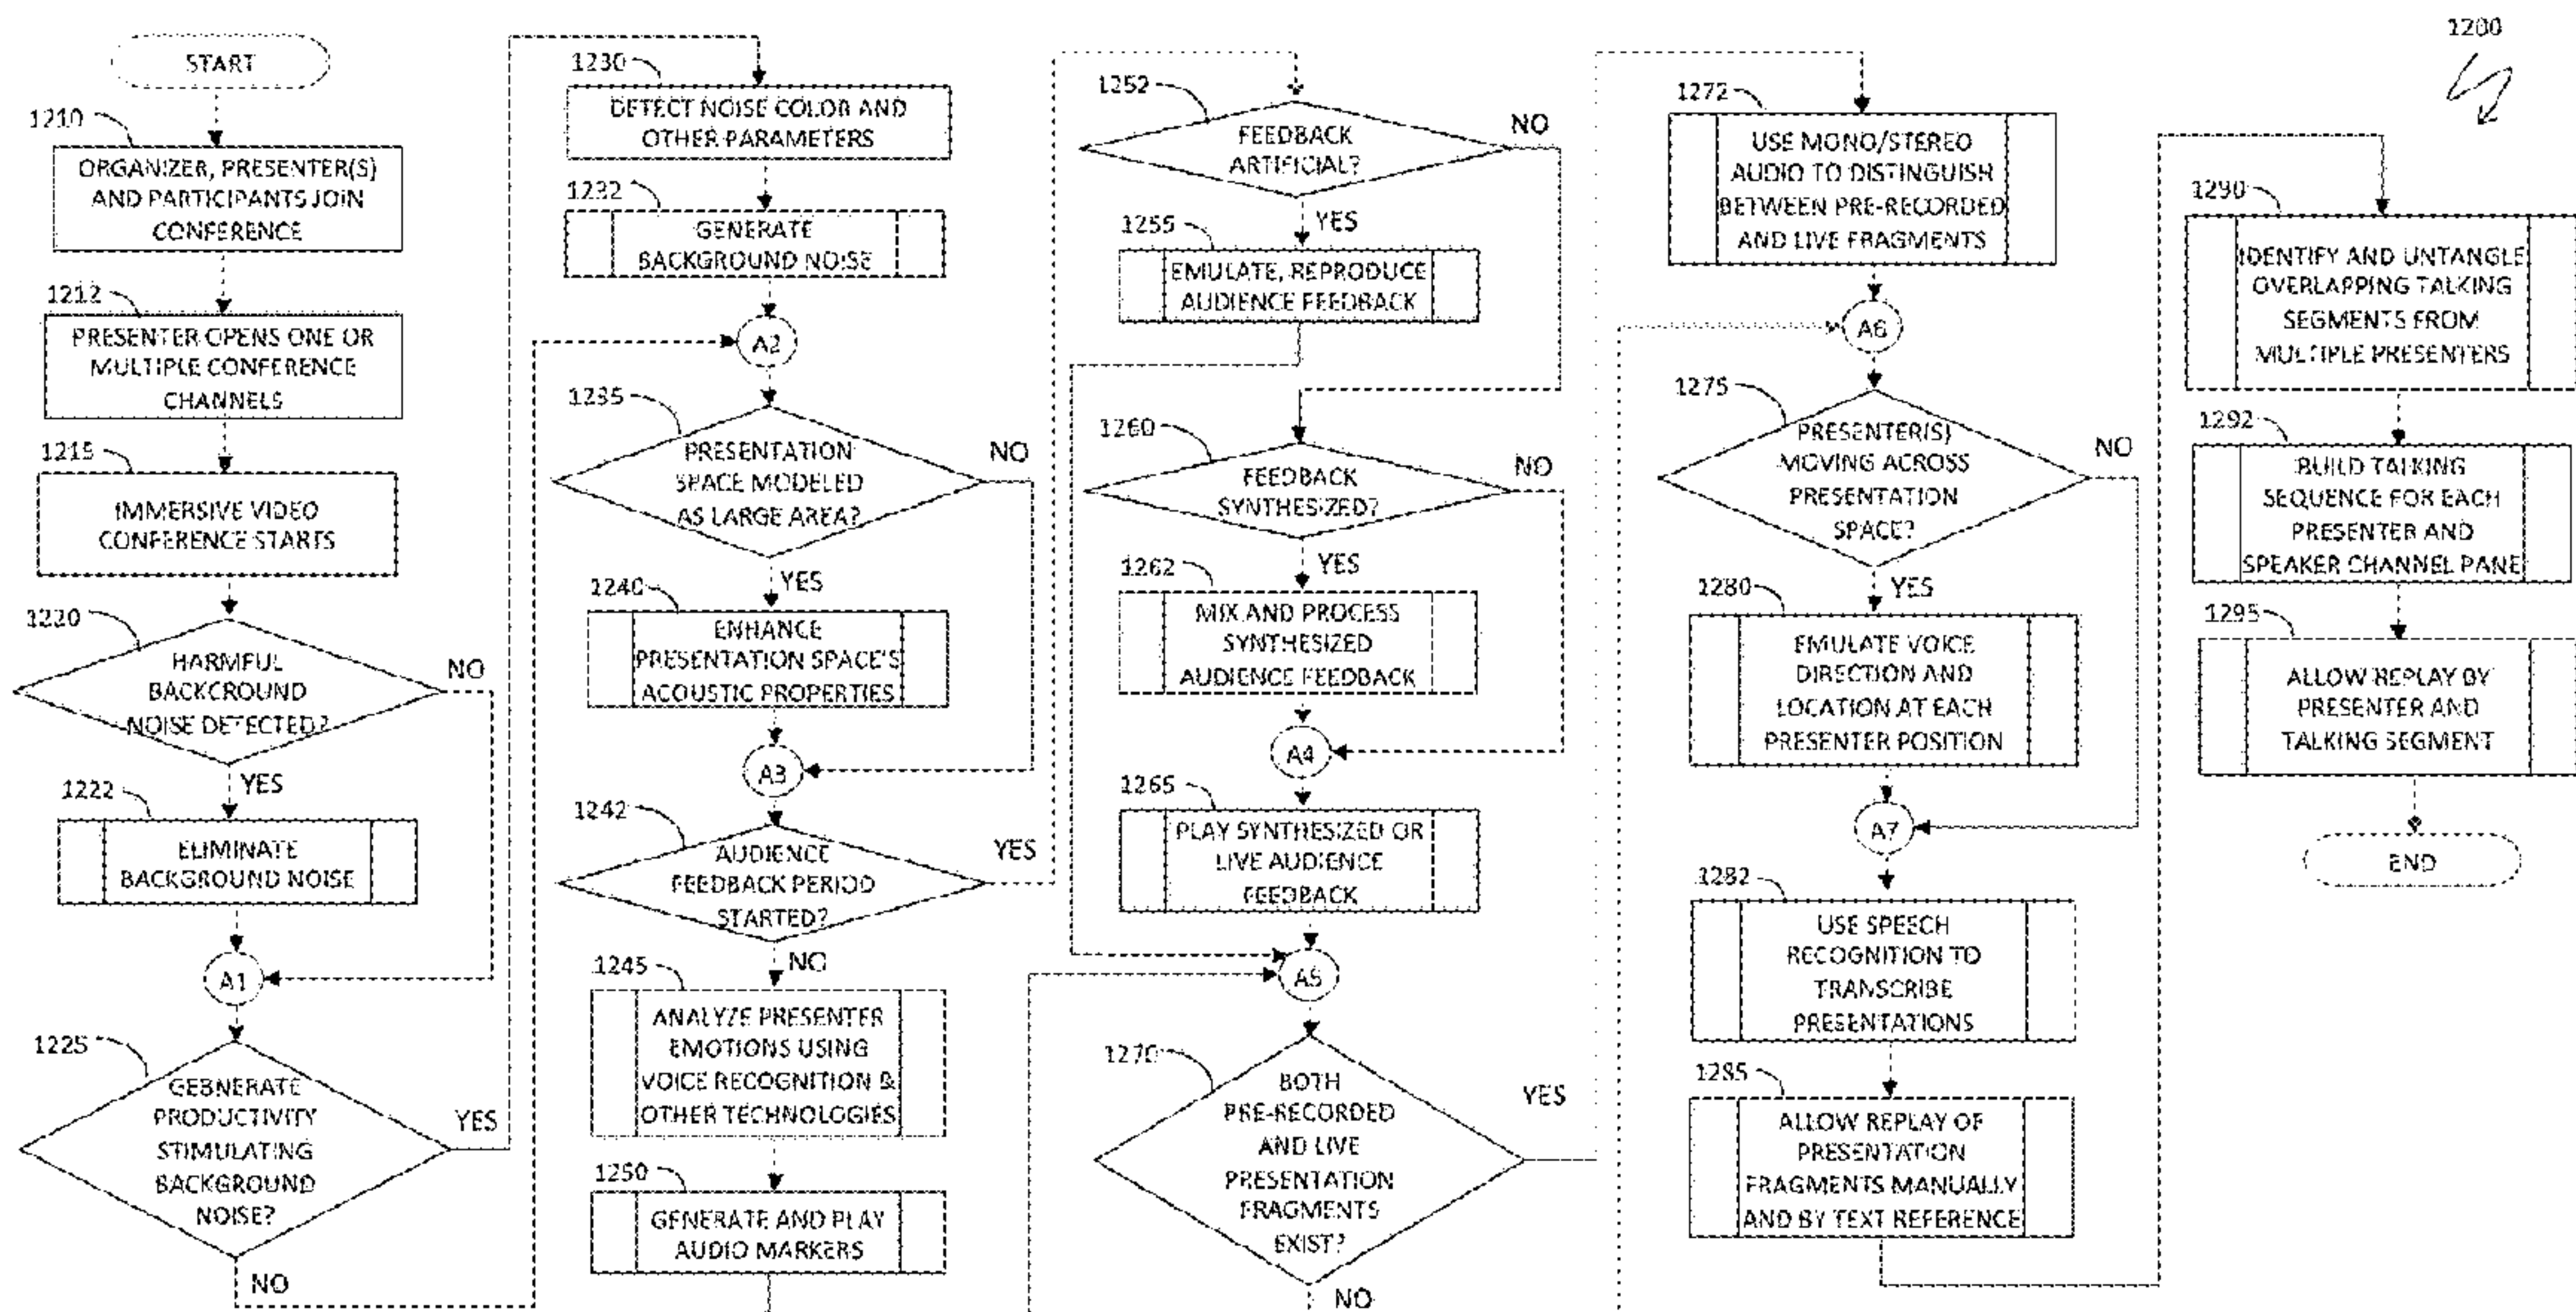 1200
START
1210
ORGANIZER, PRESENTER(S)
AND PARTICIPANTS JOIN
CONFERENCE
1212
PRESENTER OPENS ONE OR
MULTIPLE CONFERENCE
CHANNELS
1215
IMMERSIVE VIDEO
CONFERENCE STARTS
1220
HARMFUL
BACKGROUND
NOISE DETECTED?
NO
YES
1222
ELIMINATE
BACKGROUND NOISE
A1
1225
GEBNERATE
PRODUCTIVITY
STIMULATING
BACKGROUND
NOISE?
YES
NO
1230
DETECT NOISE COLOR AND
OTHER PARAMETERS
1232
GENERATE
BACKGROUND NOISE
A2
1235
PRESENTATION
SPACE MODELED
AS LARGE AREA?
NO
YES
1240
ENHANCE
PRESENTATION SPACE'S
ACOUSTIC PROPERTIES
A3
1242
AUDIENCE
FEEDBACK PERIOD
STARTED?
YES
NO
1245
ANALYZE PRESENTER
EMOTIONS USING
VOICE RECOGNITION &
OTHER TECHNOLOGIES
1250
GENERATE AND PLAY
AUDIO MARKERS
1252
FEEDBACK
ARTIFICIAL?
NO
YES
1255
EMULATE, REPRODUCE
AUDIENCE FEEDBACK
1260
FEEDBACK
SYNTHESIZED?
NO
YES
1262
MIX AND PROCESS
SYNTHESIZED
AUDIENCE FEEDBACK
A4
1265
PLAY SYNTHESIZED OR
LIVE AUDIENCE
FEEDBACK
A5
1270
BOTH
PRE-RECORDED
AND LIVE
PRESENTATION
FRAGMENTS
EXIST?
YES
NO
1272
USE MONO/STEREO
AUDIO TO DISTINGUISH
BETWEEN PRE-RECORDED
AND LIVE FRAGMENTS
A6
1275
PRESENTER(S)
MOVING ACROSS
PRESENTATION
SPACE?
NO
YES
1280
EMULATE VOICE
DIRECTION AND
LOCATION AT EACH
PRESENTER POSITION
A7
1282
USE SPEECH
RECOGNITION TO
TRANSCRIBE
PRESENTATIONS
1285
ALLOW REPLAY OF
PRESENTATION
FRAGMENTS MANUALLY
AND BY TEXT REFERENCE
1290
IDENTIFY AND UNTANGLE
OVERLAPPING TALKING
SEGMENTS FROM
MULTIPLE PRESENTERS
1292
BUILD TALKING
SEQUENCE FOR EACH
PRESENTER AND
SPEAKER CHANNEL PANE
1295
ALLOW REPLAY BY
PRESENTER AND
TALKING SEGMENT
END